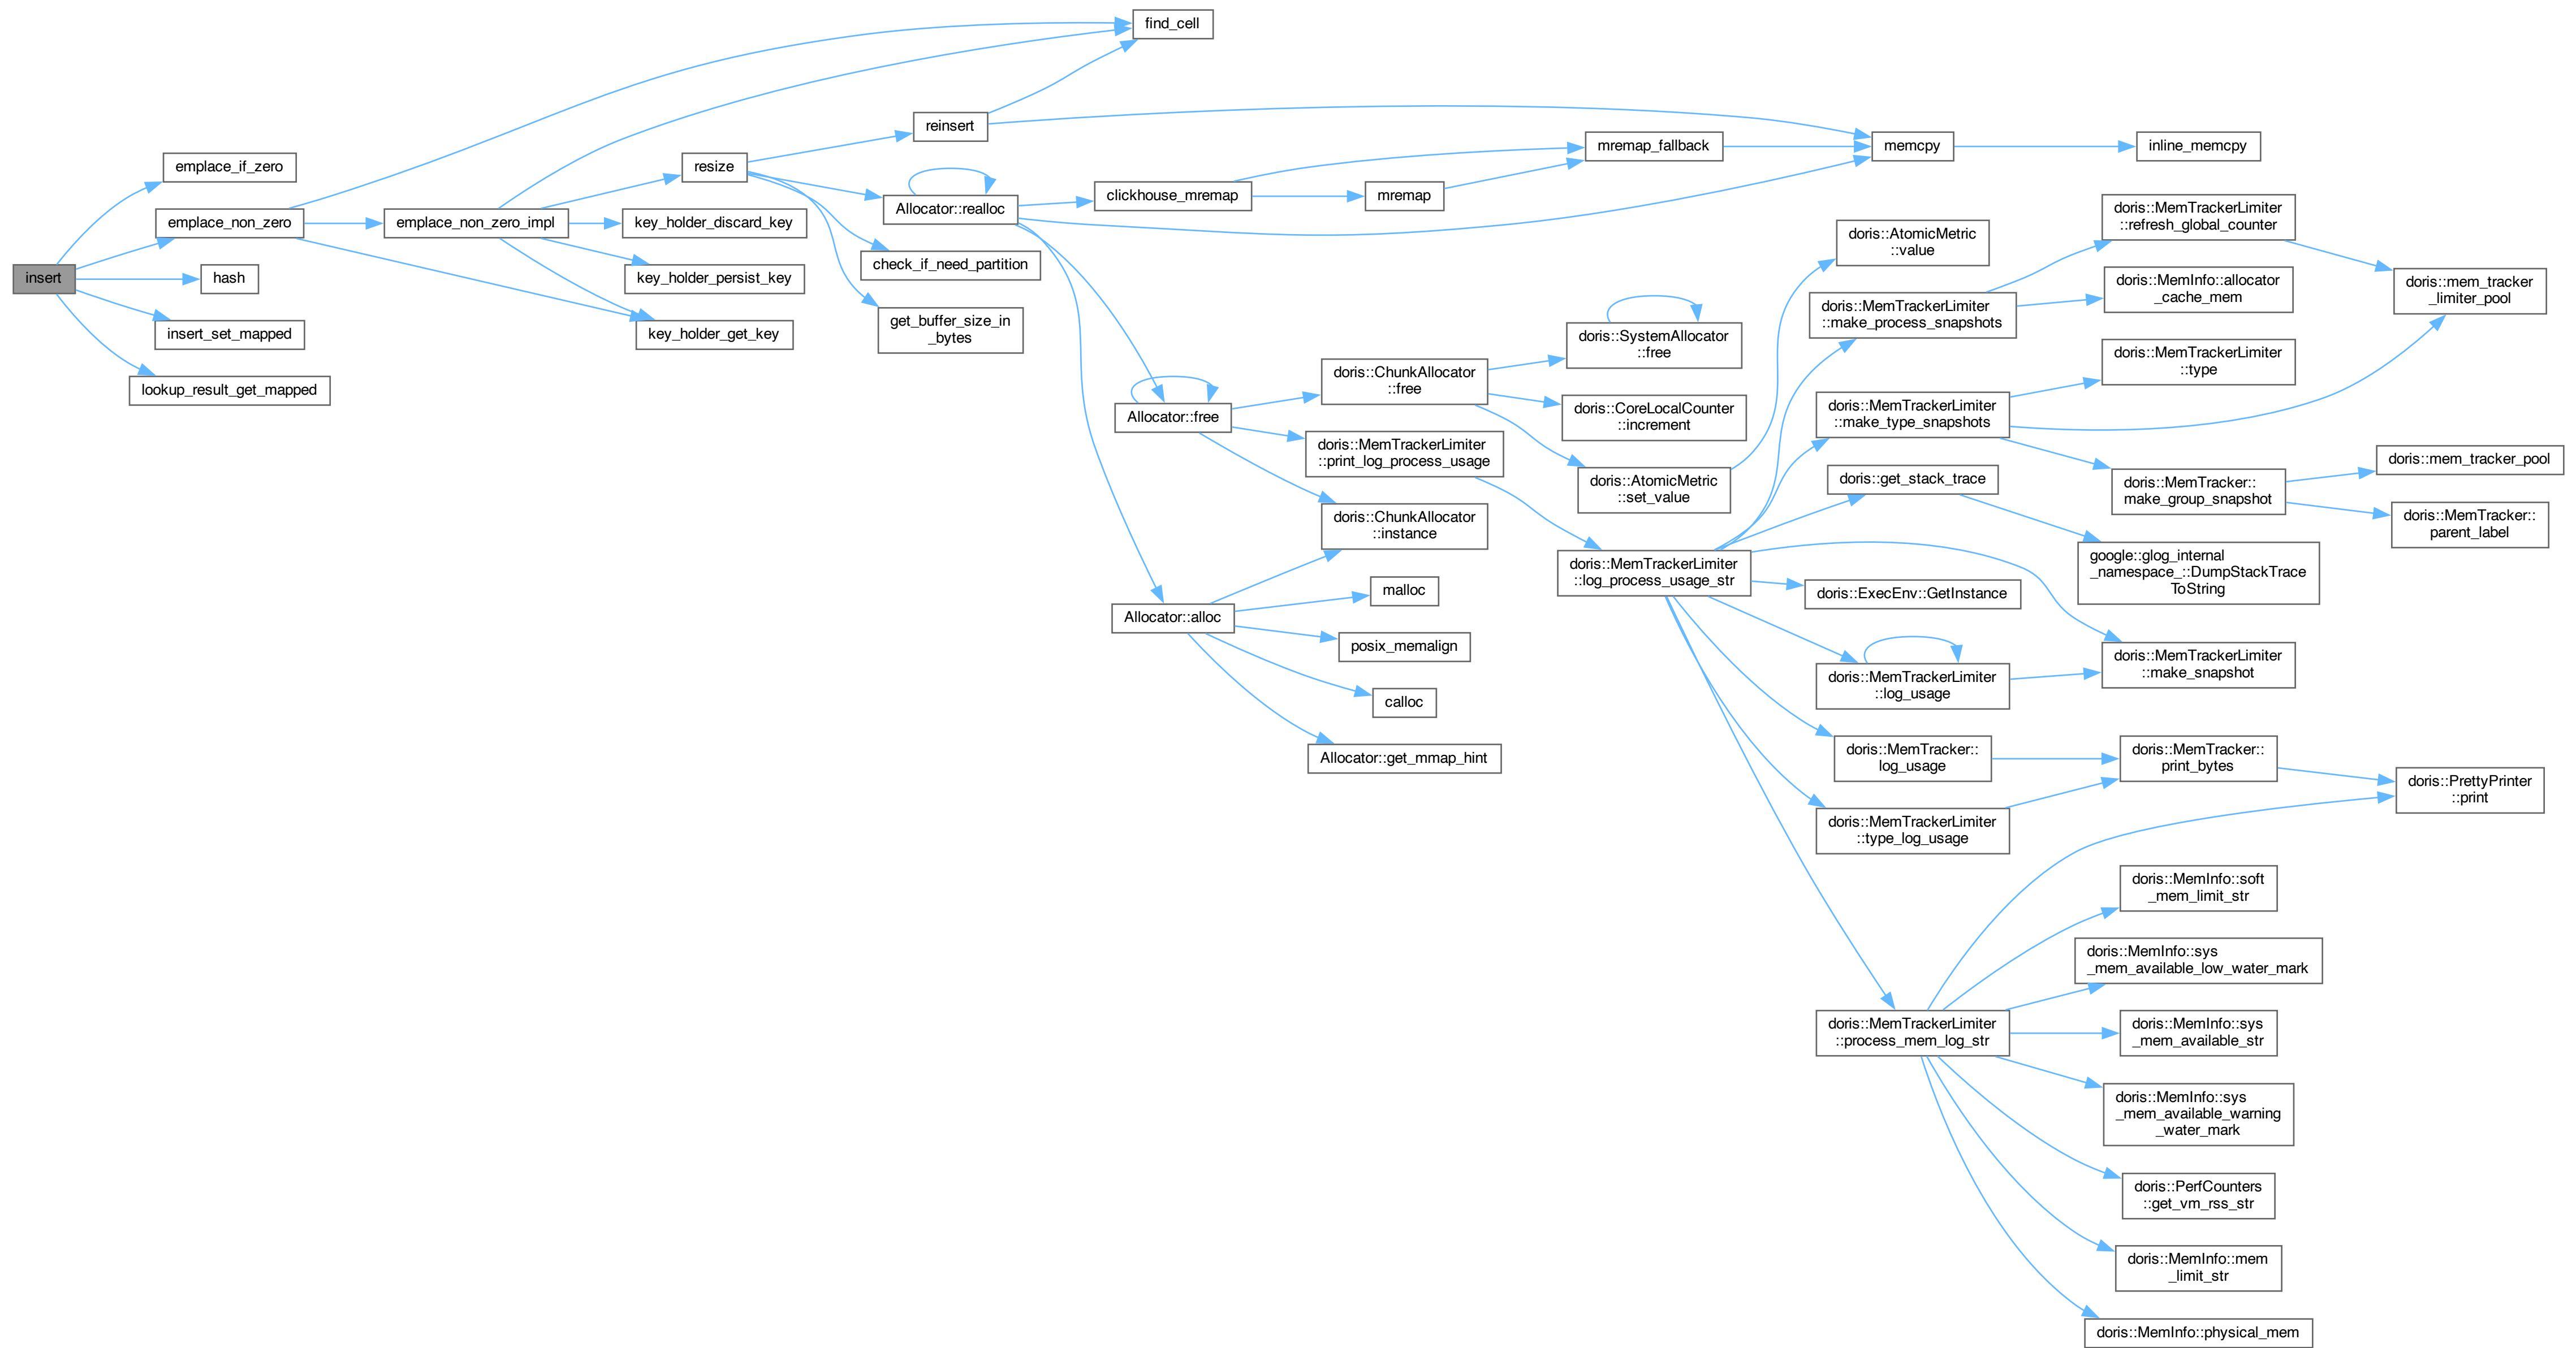 find_cell
reinsert
emplace_if_zero
resize
mremap_fallback
memcpy
inline_memcpy
clickhouse_mremap
mremap
Allocator::realloc
emplace_non_zero
emplace_non_zero_impl
key_holder_discard_key
check_if_need_partition
insert
hash
key_holder_persist_key
insert_set_mapped
key_holder_get_key
get_buffer_size_in
_bytes
lookup_result_get_mapped
Allocator::free
doris::ChunkAllocator
::free
doris::MemTrackerLimiter
::print_log_process_usage
doris::ChunkAllocator
::instance
Allocator::alloc
malloc
posix_memalign
calloc
Allocator::get_mmap_hint
doris::SystemAllocator
::free
doris::CoreLocalCounter
::increment
doris::AtomicMetric
::set_value
doris::MemTrackerLimiter
::log_process_usage_str
doris::AtomicMetric
::value
doris::MemTrackerLimiter
::make_process_snapshots
doris::MemTrackerLimiter
::make_type_snapshots
doris::get_stack_trace
doris::ExecEnv::GetInstance
doris::MemTrackerLimiter
::log_usage
doris::MemTracker::
log_usage
doris::MemTrackerLimiter
::type_log_usage
doris::MemTrackerLimiter
::process_mem_log_str
doris::MemTrackerLimiter
::refresh_global_counter
doris::MemInfo::allocator
_cache_mem
doris::MemTrackerLimiter
::type
doris::MemTracker::
make_group_snapshot
google::glog_internal
_namespace_::DumpStackTrace
ToString
doris::MemTrackerLimiter
::make_snapshot
doris::MemTracker::
print_bytes
doris::MemInfo::soft
_mem_limit_str
doris::MemInfo::sys
_mem_available_low_water_mark
doris::MemInfo::sys
_mem_available_str
doris::MemInfo::sys
_mem_available_warning
_water_mark
doris::PerfCounters
::get_vm_rss_str
doris::MemInfo::mem
_limit_str
doris::MemInfo::physical_mem
doris::mem_tracker
_limiter_pool
doris::mem_tracker_pool
doris::MemTracker::
parent_label
doris::PrettyPrinter
::print